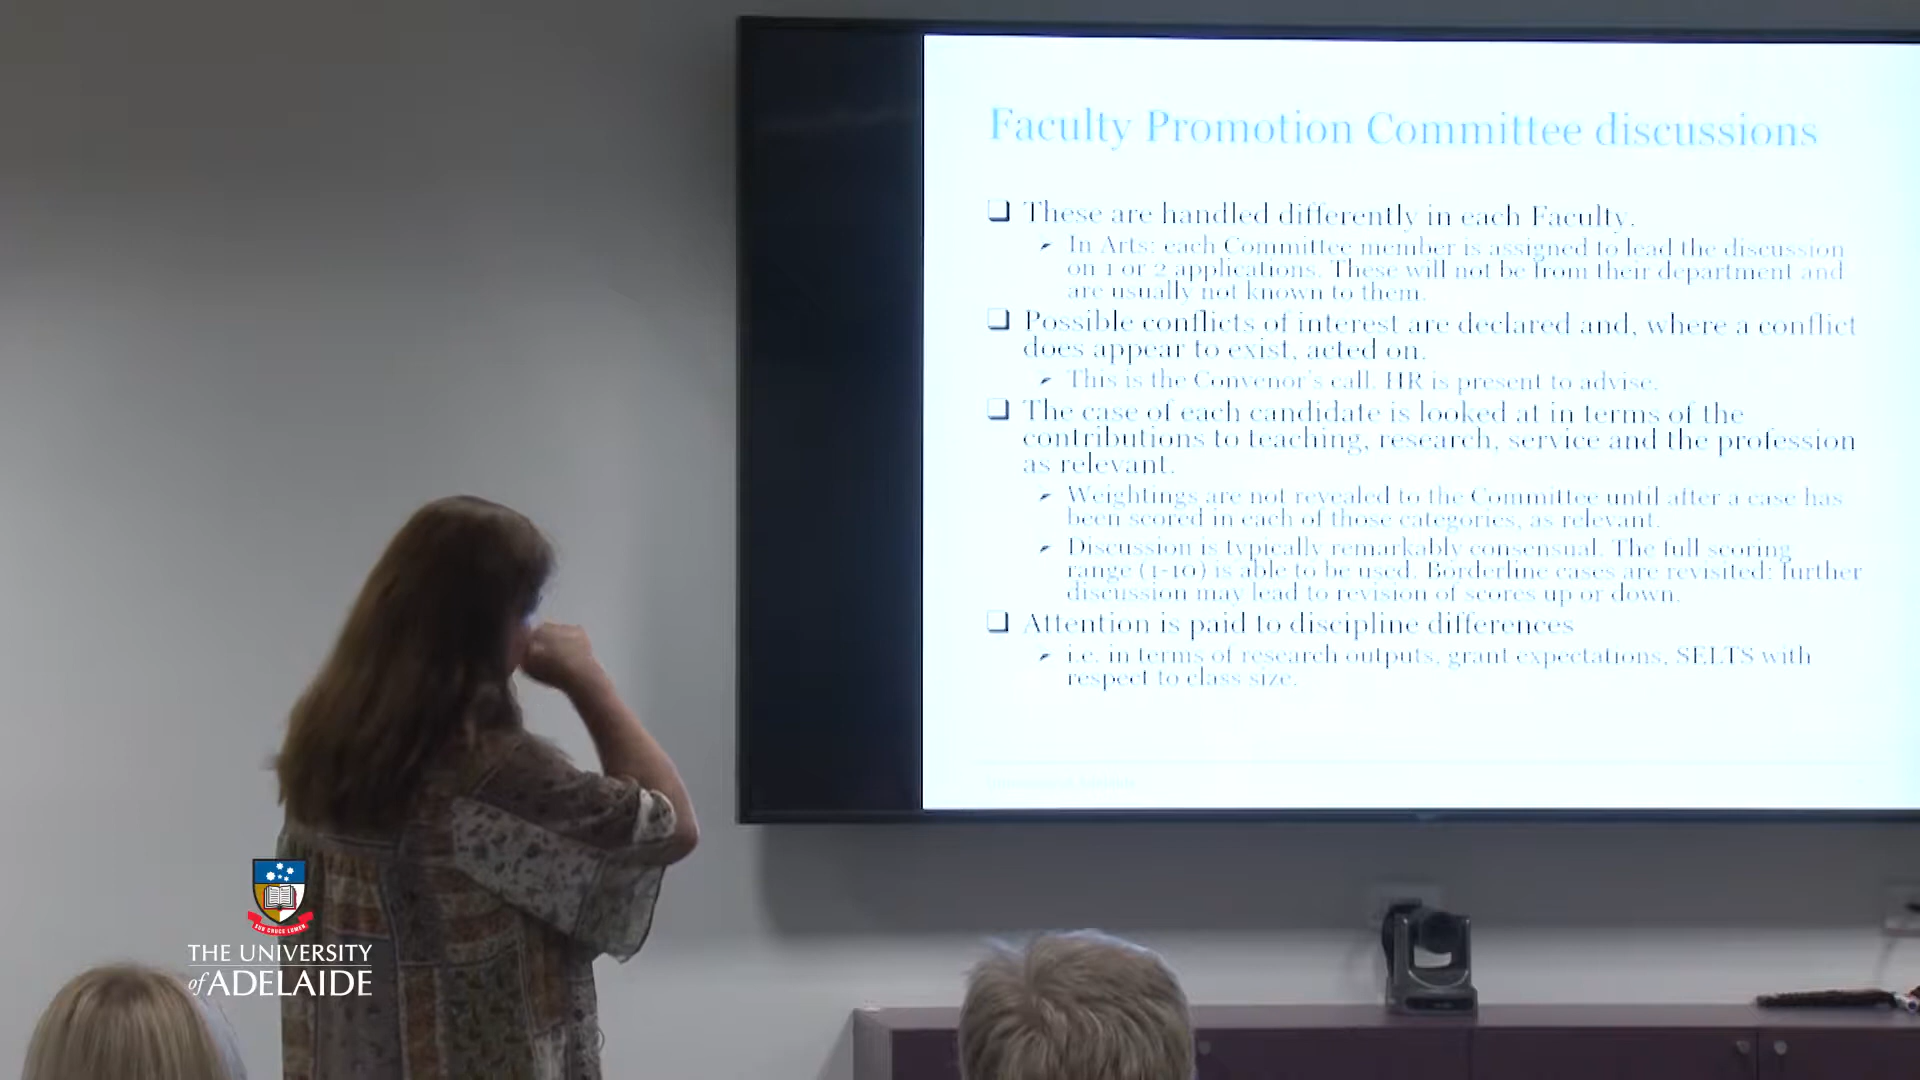 Faculty Promotion Committee discussions
These are handled differently in each Faculty.
In Arts: each Committee member is assigned to lead the discussion
on 1 or 2 applications. These will not be from their department and
are usually not known to them.
Possible conflicts of interest are declared and, where a conflict
does appear to exist, acted on.
This is the Convenor's call. HR is present to advise.
The case of each candidate is looked at in terms of the
contributions to teaching, research, service and the profession
as relevant.
Weightings are not revealed to the Committee until after a case has
been scored in each of those categories, as relevant.
Discussion is typically remarkably consensual. The full scoring
range (1-10) is able to be used. Borderline cases are revisited: further
discussion may lead to revision of scores up or down.
Attention is paid to discipline differences
i.e. in terms of research outputs, grant expectations, SELTS with
respect to class size.
THE UNIVERSITY
of ADELAIDE